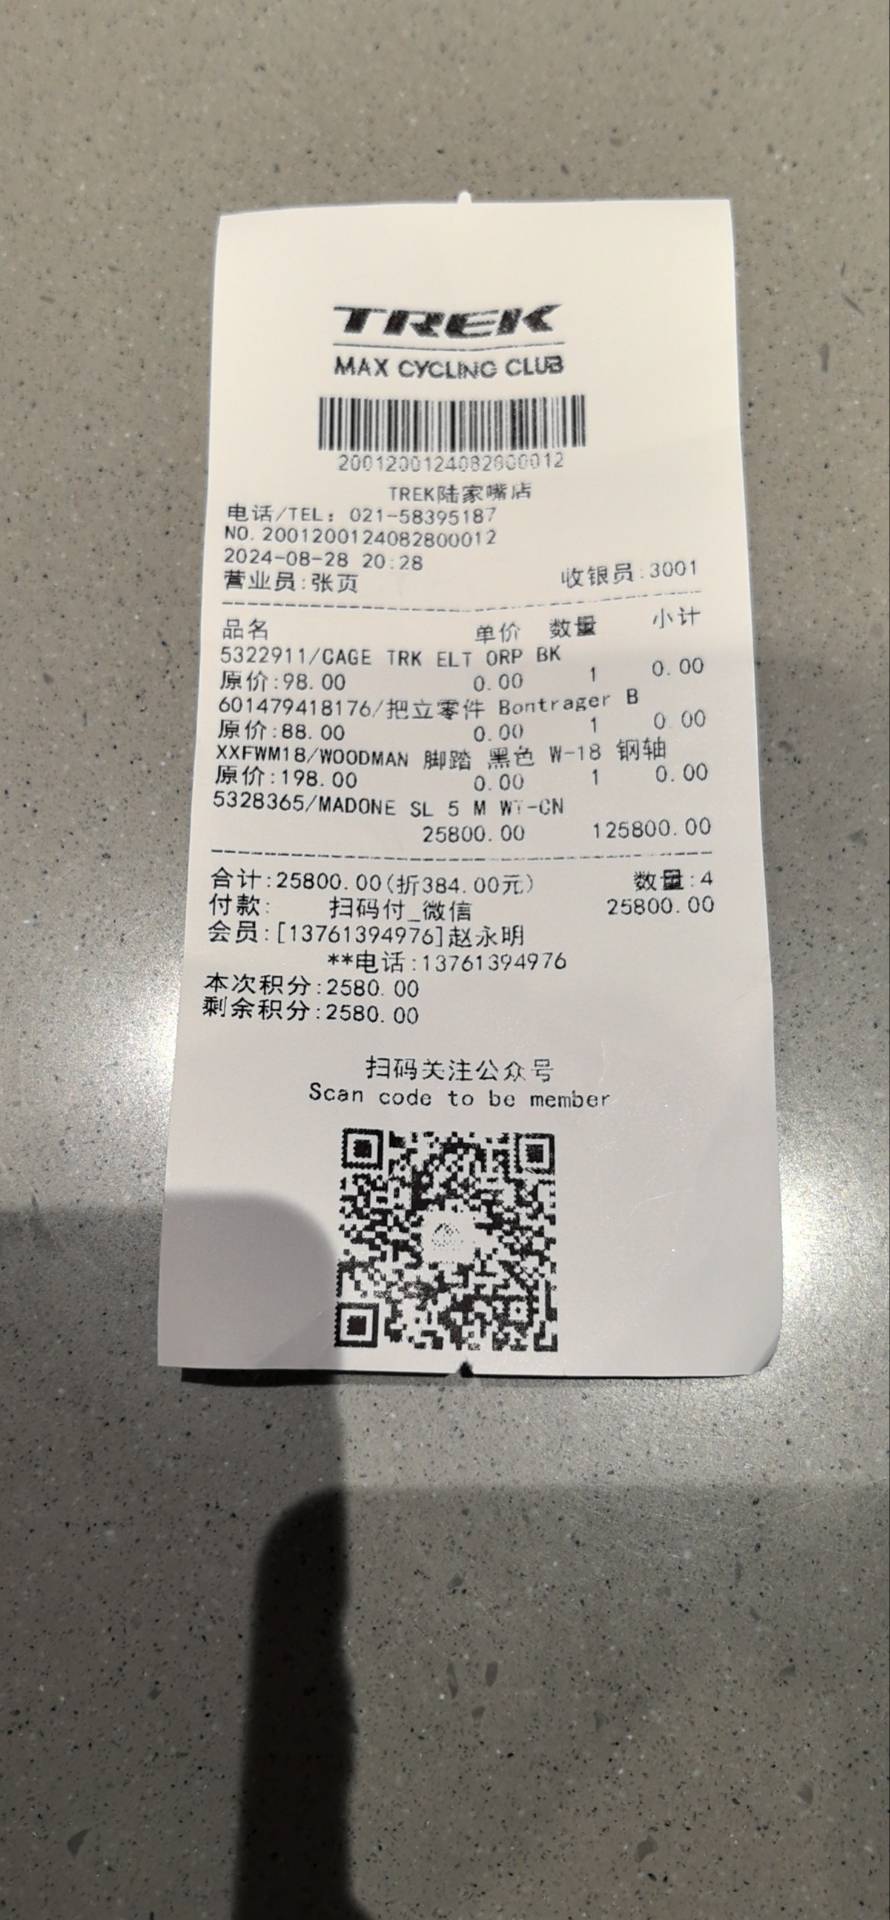 TREK
MAX CYCLING CLUB
2001200124082800012
TREK陆家嘴店
电话/TEL: 021-58395187
NO.2001200124082800012
2024-08-28 20:28
营业员:张页 收银员:3001
品名 单价 数量 小计
5322911/CAGE TRK ELT ORP BK
原价:98.00 0.00 1 0.00
601479418176/把立零件 Bontrager B
原价:88.00 0.00 1 0.00
XXFWM18/WOODMAN 脚踏 黑色 W-18 钢轴
原价:198.00 0.00 1 0.00
5328365/MADONE SL 5 M WT-CN
25800.00 125800.00
合计:25800.00(折384.00元) 数量:4
付款: 扫码付_微信 25800.00
会员:[13761394976]赵永明
**电话:13761394976
本次积分:2580.00
剩余积分:2580.00
扫码关注公众号
Scan code to be member